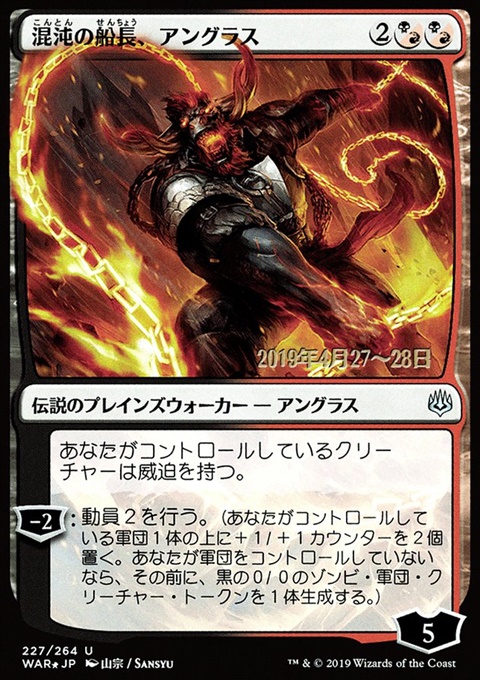 混沌の船長、アングラス 2
こんとん せんちょう
2019年4月27～28日
伝説のプレインズウォーカー ― アングラス
あなたがコントロールしているクリー
チャーは威迫を持つ。
-2:動員２を行う。（あなたがコントロールして
いる軍団１体の上に＋１/＋１カウンターを２個
置く。あなたが軍団をコントロールしていない
なら、その前に、黒の０/０のゾンビ・軍団・ク
リーチャー・トークンを１体生成する。）
5
227/264 U
WAR★JP 山宗/SANSYU
™ & © 2019 Wizards of the Coast